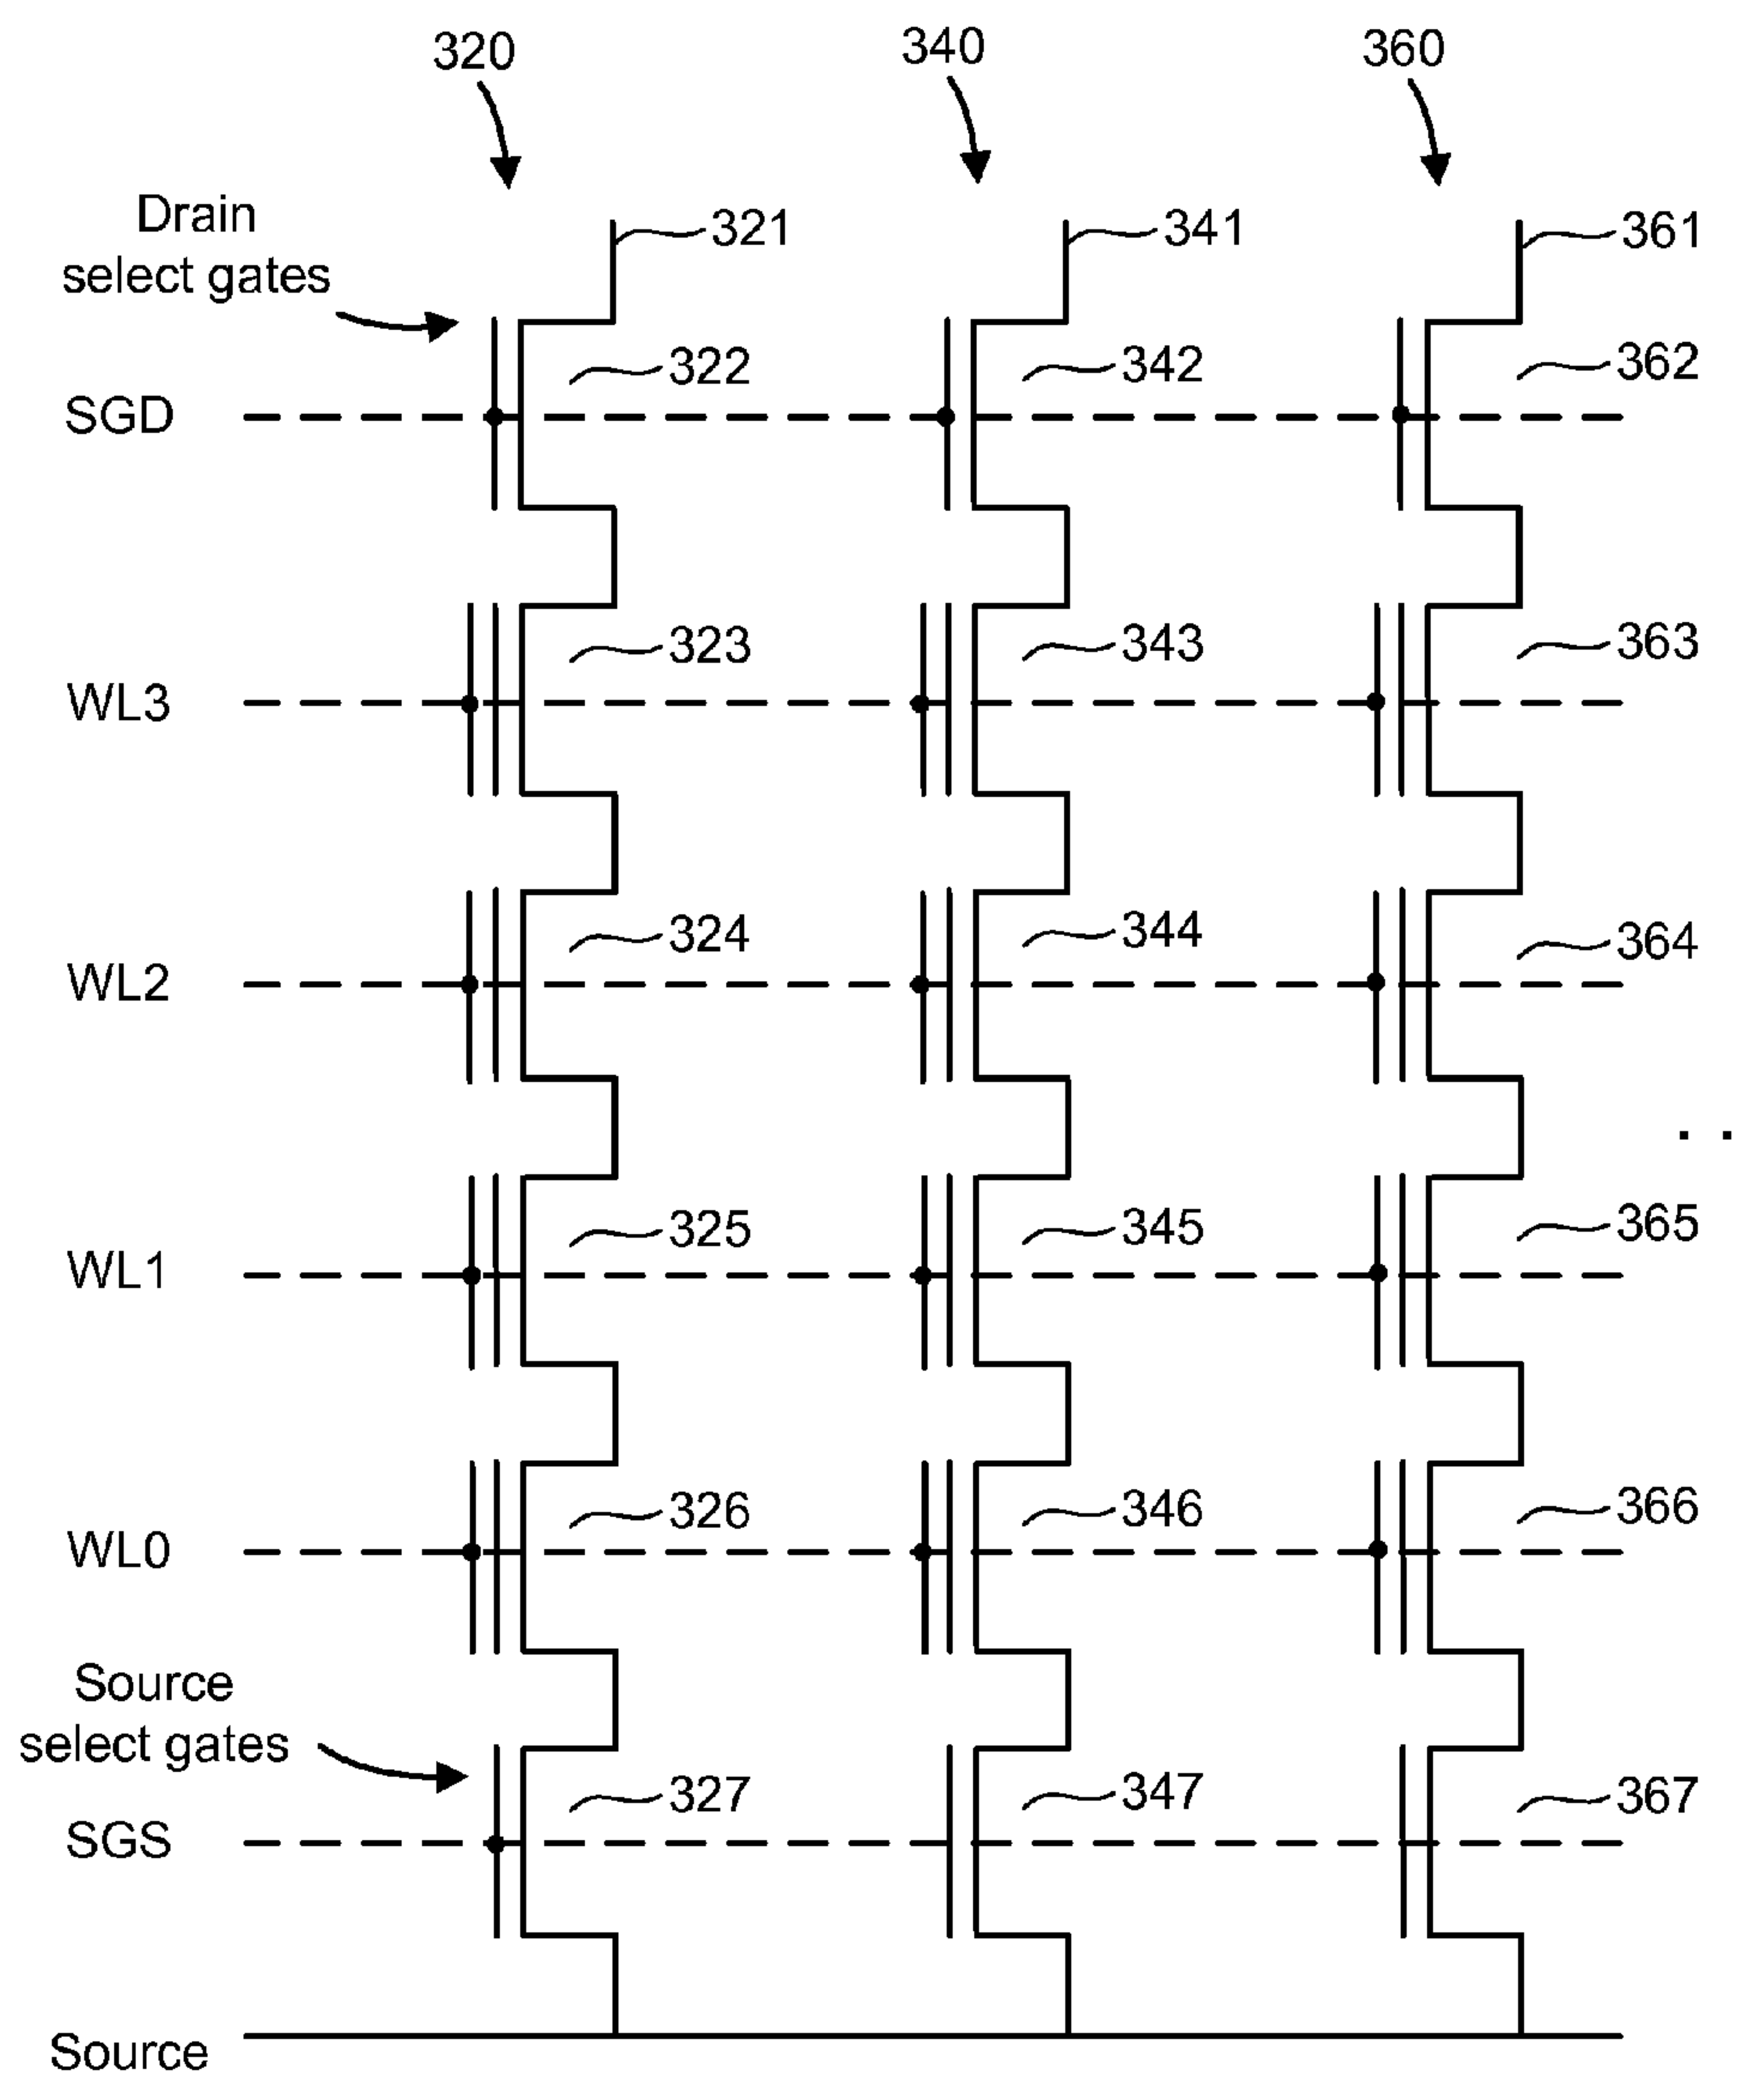 320 340 360
Drain
select gates
321 341 361
322 342 362
SGD
323 343 363
WL3
324 344 364
WL2
325 345 365
WL1
326 346 366
WL0
Source
select gates
327 347 367
SGS
Source
. .